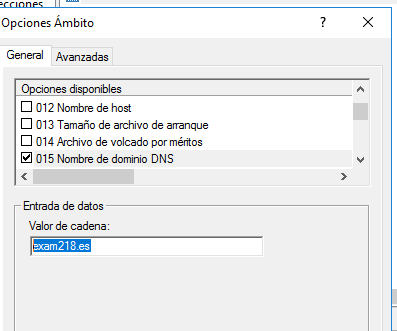 ecciones
Opciones Ámbito
?
General
Avanzadas
Opciones disponibles
012 Nombre de host
013 Tamaño de archivo de arranque
014 Archivo de volcado por méritos
015 Nombre de dominio DNS
Entrada de datos
Valor de cadena:
exam218.es